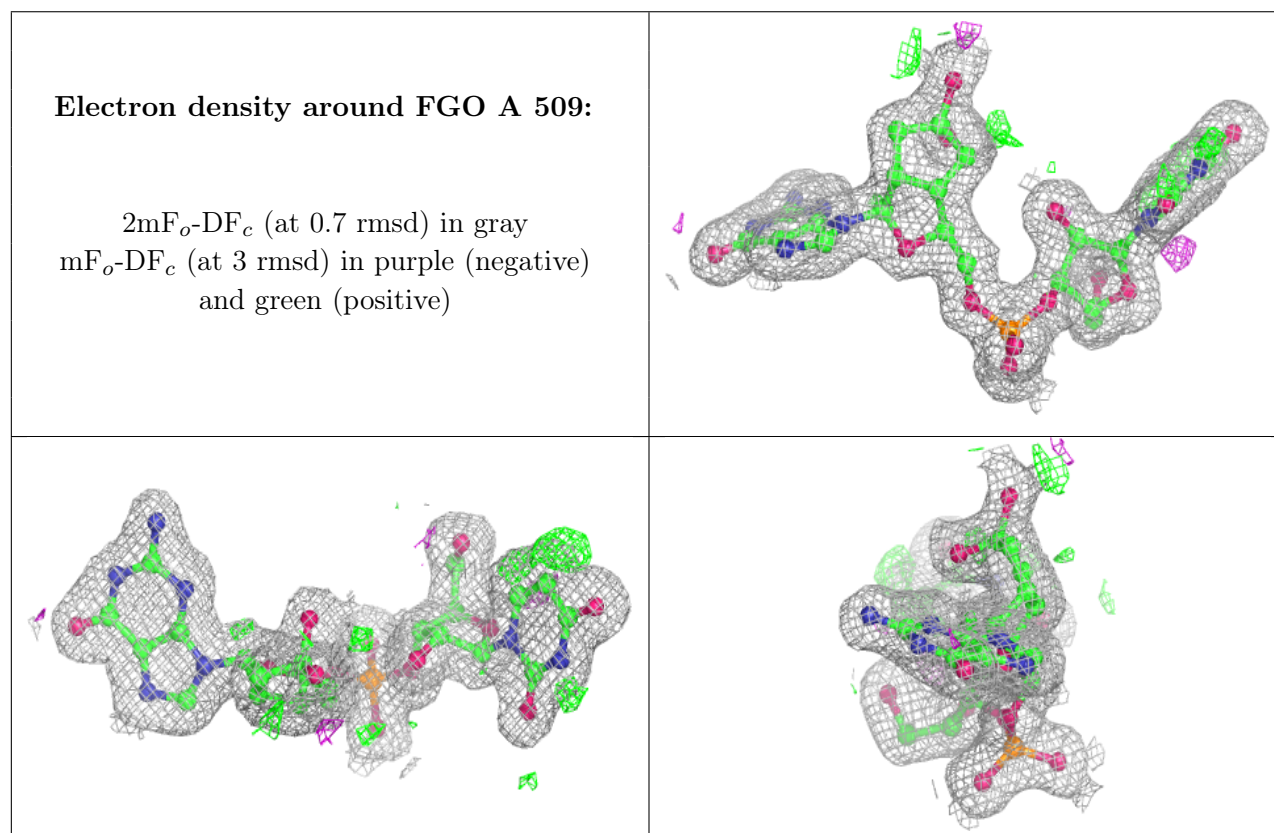 Electron density around FGO A 509:
2mFₒ-DF𝒸 (at 0.7 rmsd) in gray
mFₒ-DF𝒸 (at 3 rmsd) in purple (negative)
and green (positive)